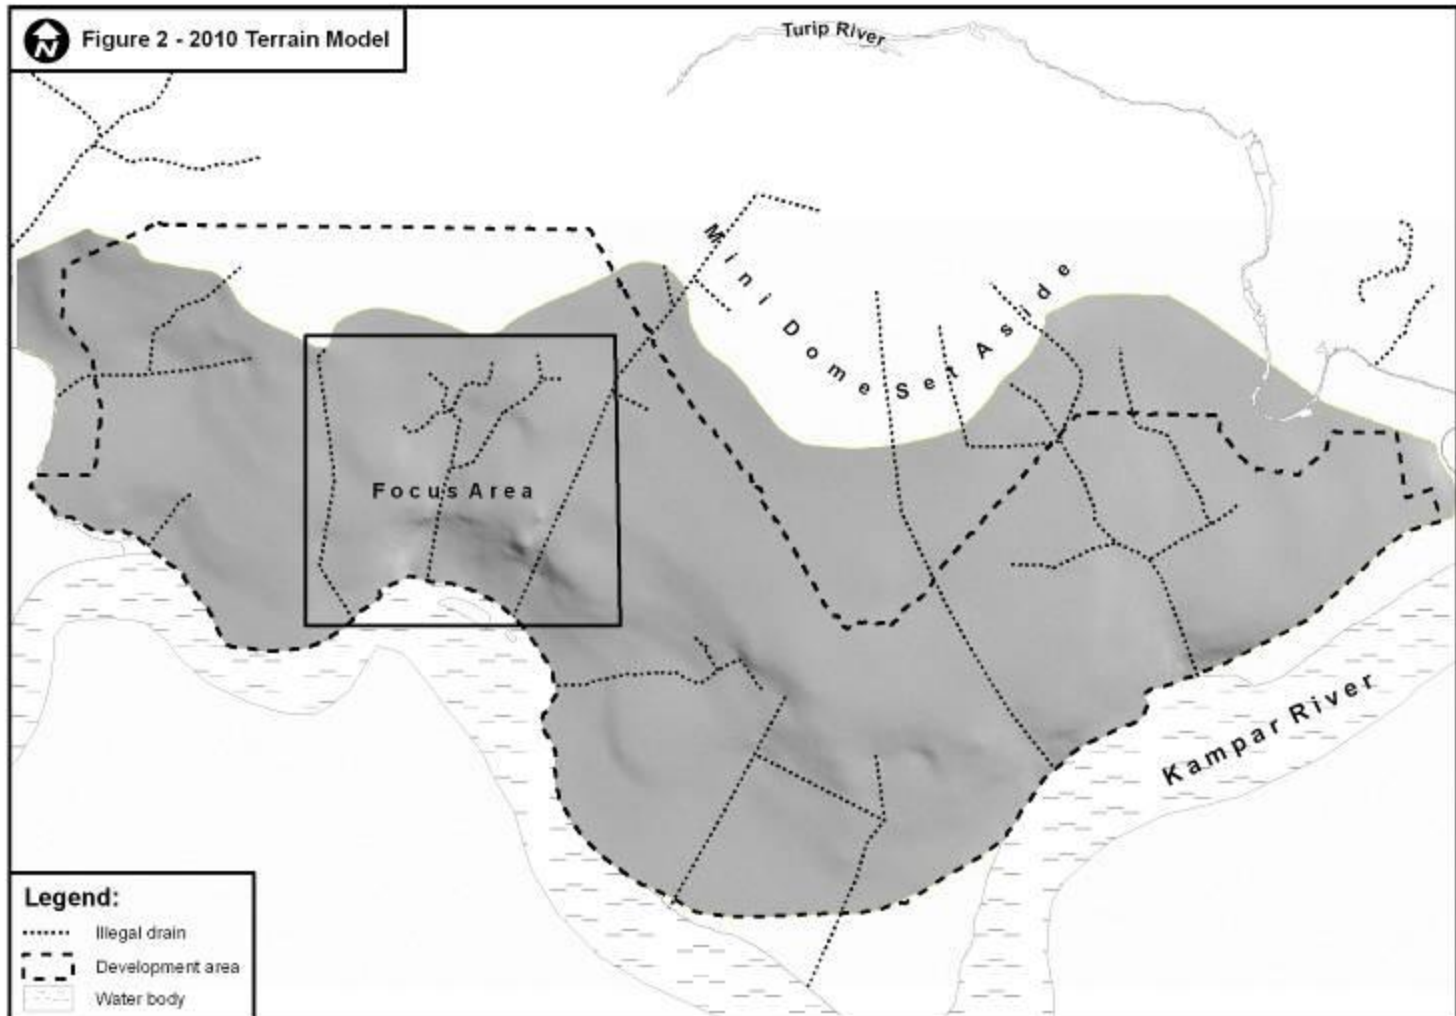 N
Figure 2 - 2010 Terrain Model
Turip River
Mini Dome Set Aside
Focus Area
Kampar River
Legend:
Illegal drain
Development area
Water body